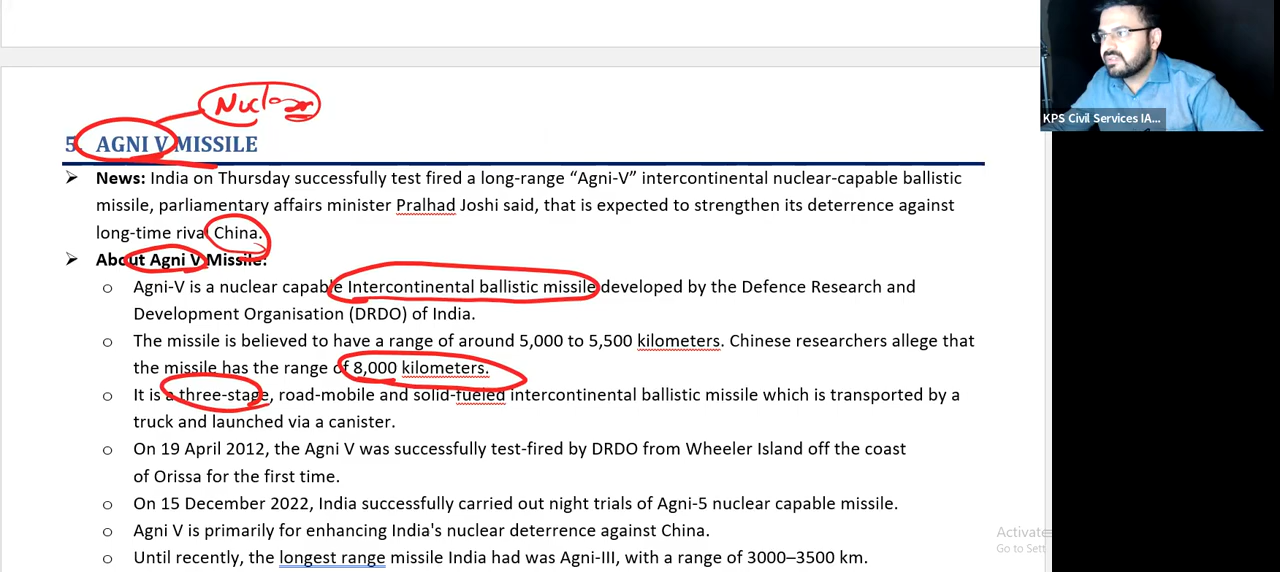 Nuclear
5. AGNI V MISSILE
News: India on Thursday successfully test fired a long-range “Agni-V” intercontinental nuclear-capable ballistic
missile, parliamentary affairs minister Pralhad Joshi said, that is expected to strengthen its deterrence against
long-time rival China.
About Agni V Missile:
o Agni-V is a nuclear capable Intercontinental ballistic missile developed by the Defence Research and
Development Organisation (DRDO) of India.
o The missile is believed to have a range of around 5,000 to 5,500 kilometers. Chinese researchers allege that
the missile has the range of 8,000 kilometers.
o It is a three-stage, road-mobile and solid-fueled intercontinental ballistic missile which is transported by a
truck and launched via a canister.
o On 19 April 2012, the Agni V was successfully test-fired by DRDO from Wheeler Island off the coast
of Orissa for the first time.
o On 15 December 2022, India successfully carried out night trials of Agni-5 nuclear capable missile.
o Agni V is primarily for enhancing India's nuclear deterrence against China.
o Until recently, the longest range missile India had was Agni-III, with a range of 3000–3500 km.
KPS Civil Services IA...
Activate
Go to Sett